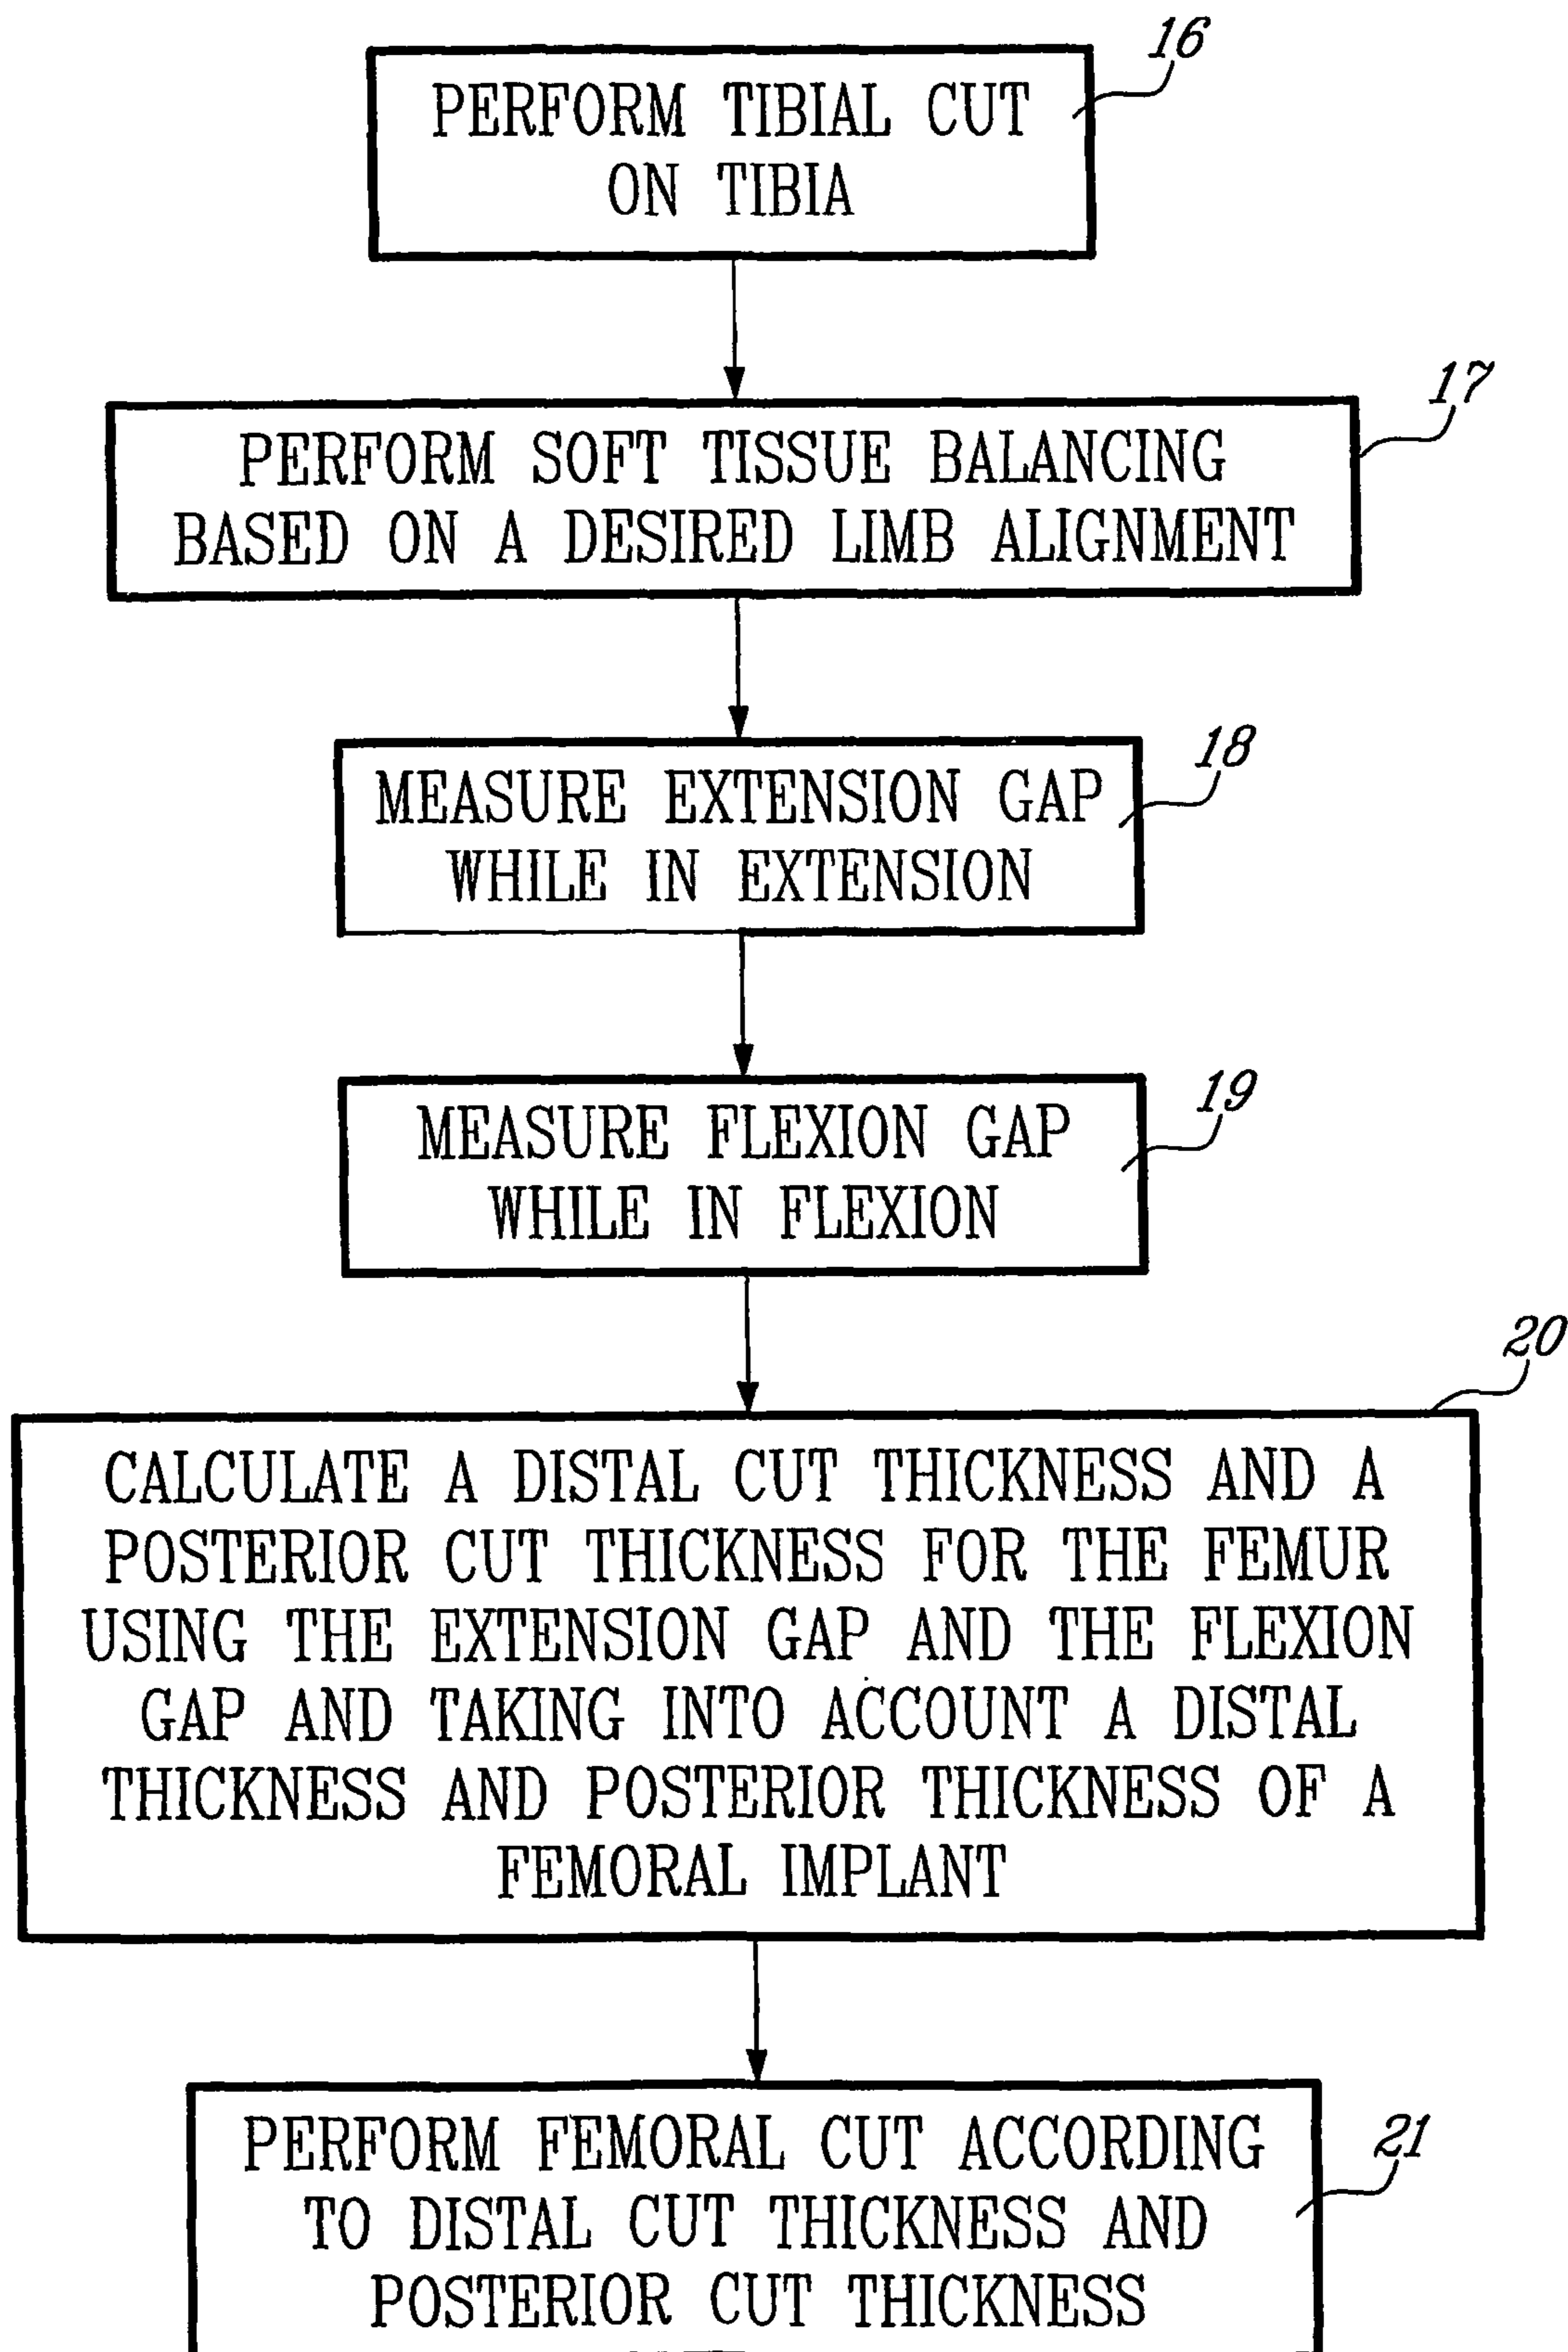 16
PERFORM TIBIAL CUT
ON TIBIA
17
PERFORM SOFT TISSUE BALANCING
BASED ON A DESIRED LIMB ALIGNMENT
18
MEASURE EXTENSION GAP
WHILE IN EXTENSION
19
MEASURE FLEXION GAP
WHILE IN FLEXION
20
CALCULATE A DISTAL CUT THICKNESS AND A
POSTERIOR CUT THICKNESS FOR THE FEMUR
USING THE EXTENSION GAP AND THE FLEXION
GAP AND TAKING INTO ACCOUNT A DISTAL
THICKNESS AND POSTERIOR THICKNESS OF A
FEMORAL IMPLANT
21
PERFORM FEMORAL CUT ACCORDING
TO DISTAL CUT THICKNESS AND
POSTERIOR CUT THICKNESS